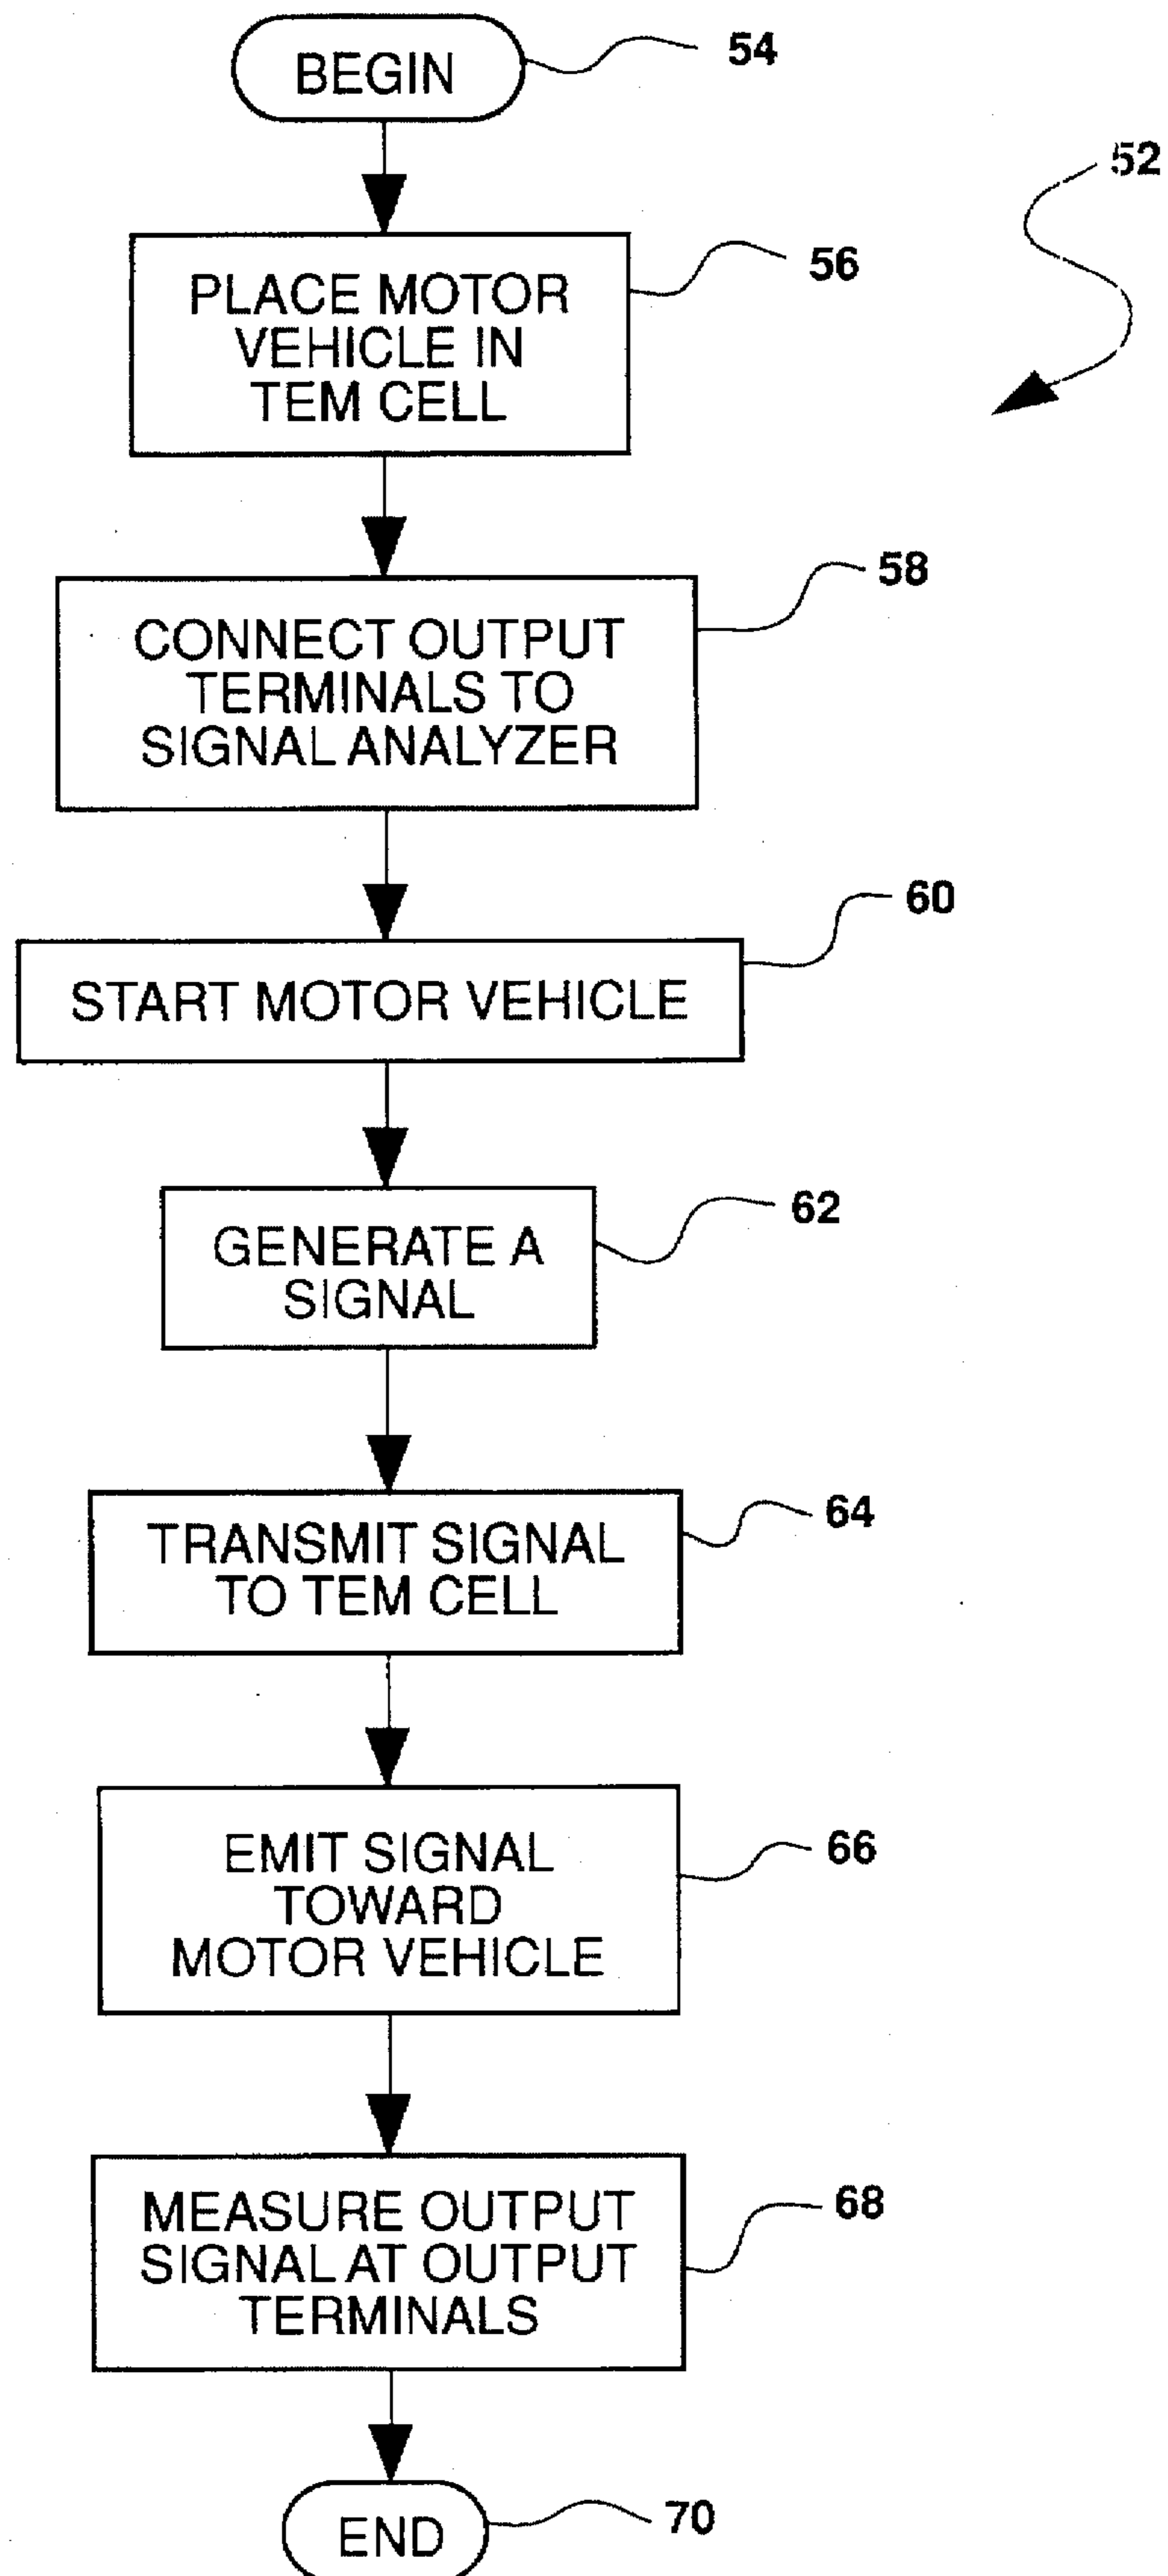 BEGIN
54
52
PLACE MOTOR
VEHICLE IN
TEM CELL
56
CONNECT OUTPUT
TERMINALS TO
SIGNAL ANALYZER
58
START MOTOR VEHICLE
60
GENERATE A
SIGNAL
62
TRANSMIT SIGNAL
TO TEM CELL
64
EMIT SIGNAL
TOWARD
MOTOR VEHICLE
66
MEASURE OUTPUT
SIGNAL AT OUTPUT
TERMINALS
68
END
70